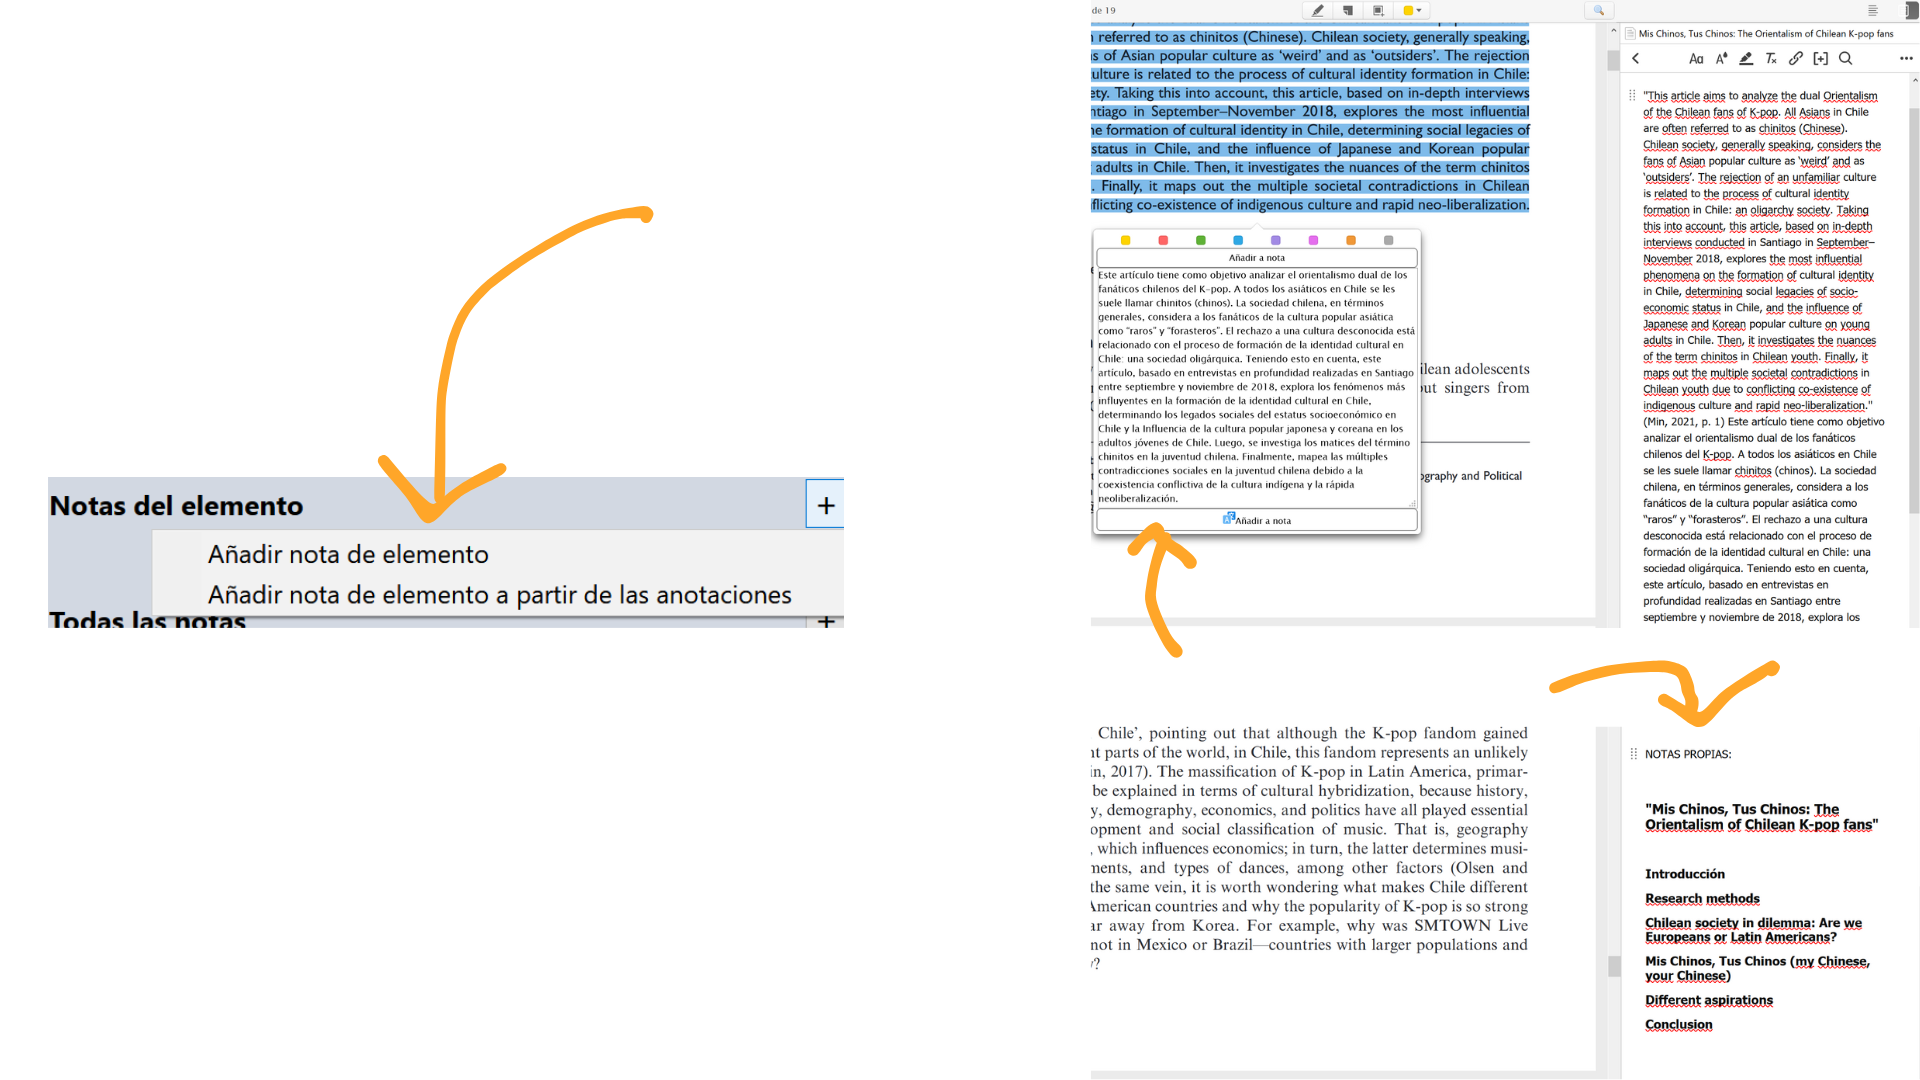 Notas del elemento
+
Añadir nota de elemento
Añadir nota de elemento a partir de las anotaciones
Todas las notas
+
de 19
referred to as chinitos (Chinese). Chilean society, generally speaking,
s of Asian popular culture as ‘weird’ and as ‘outsiders’. The rejection
ulture is related to the process of cultural identity formation in Chile:
ety. Taking this into account, this article, based on in-depth interviews
ntiago in September–November 2018, explores the most influential
ne formation of cultural identity in Chile, determining social legacies of
status in Chile, and the influence of Japanese and Korean popular
adults in Chile. Then, it investigates the nuances of the term chinitos
. Finally, it maps out the multiple societal contradictions in Chilean
flicting co-existence of indigenous culture and rapid neo-liberalization.
Añadir a nota
Este artículo tiene como objetivo analizar el orientalismo dual de los
fanáticos chilenos del K-pop. A todos los asiáticos en Chile se les
suele llamar chinitos (chinos). La sociedad chilena, en términos
generales, considera a los fanáticos de la cultura popular asiática
como “raros” y “forasteros”. El rechazo a una cultura desconocida está
relacionado con el proceso de formación de la identidad cultural en
Chile: una sociedad oligárquica. Teniendo esto en cuenta, este
artículo, basado en entrevistas en profundidad realizadas en Santiago
entre septiembre y noviembre de 2018, explora los fenómenos más
influyentes en la formación de la identidad cultural en Chile,
determinando los legados sociales del estatus socioeconómico en
Chile y la Influencia de la cultura popular japonesa y coreana en los
adultos jóvenes de Chile. Luego, se investiga los matices del término
chinitos en la juventud chilena. Finalmente, mapea las múltiples
contradicciones sociales en la juventud chilena debido a la
coexistencia conflictiva de la cultura indígena y la rápida
neoliberalización.
Añadir a nota
ilean adolescents
ut singers from
ography and Political
Mis Chinos, Tus Chinos: The Orientalism of Chilean K-pop fans
"This article aims to analyze the dual Orientalism
of the Chilean fans of K-pop. All Asians in Chile
are often referred to as chinitos (Chinese).
Chilean society, generally speaking, considers the
fans of Asian popular culture as ‘weird’ and as
‘outsiders’. The rejection of an unfamiliar culture
is related to the process of cultural identity
formation in Chile: an oligarchy society. Taking
this into account, this article, based on in-depth
interviews conducted in Santiago in September–
November 2018, explores the most influential
phenomena on the formation of cultural identity
in Chile, determining social legacies of socio-
economic status in Chile, and the influence of
Japanese and Korean popular culture on young
adults in Chile. Then, it investigates the nuances
of the term chinitos in Chilean youth. Finally, it
maps out the multiple societal contradictions in
Chilean youth due to conflicting co-existence of
indigenous culture and rapid neo-liberalization."
(Min, 2021, p. 1) Este artículo tiene como objetivo
analizar el orientalismo dual de los fanáticos
chilenos del K-pop. A todos los asiáticos en Chile
se les suele llamar chinitos (chinos). La sociedad
chilena, en términos generales, considera a los
fanáticos de la cultura popular asiática como
“raros” y “forasteros”. El rechazo a una cultura
desconocida está relacionado con el proceso de
formación de la identidad cultural en Chile: una
sociedad oligárquica. Teniendo esto en cuenta,
este artículo, basado en entrevistas en
profundidad realizadas en Santiago entre
septiembre y noviembre de 2018, explora los
Chile’, pointing out that although the K-pop fandom gained
nt parts of the world, in Chile, this fandom represents an unlikely
in, 2017). The massification of K-pop in Latin America, primar-
be explained in terms of cultural hybridization, because history,
y, demography, economics, and politics have all played essential
opment and social classification of music. That is, geography
, which influences economics; in turn, the latter determines musi-
ments, and types of dances, among other factors (Olsen and
the same vein, it is worth wondering what makes Chile different
American countries and why the popularity of K-pop is so strong
ar away from Korea. For example, why was SMTOWN Live
not in Mexico or Brazil—countries with larger populations and
?
NOTAS PROPIAS:
"Mis Chinos, Tus Chinos: The
Orientalism of Chilean K-pop fans"
Introducción
Research methods
Chilean society in dilemma: Are we
Europeans or Latin Americans?
Mis Chinos, Tus Chinos (my Chinese,
your Chinese)
Different aspirations
Conclusion